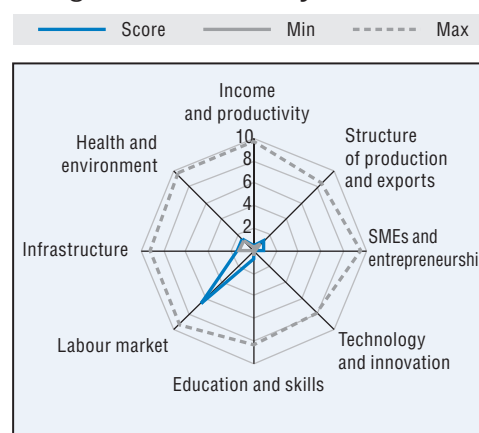 Score Min Max
Income
and productivity
Structure
of production
and exports
SMEs and
entrepreneurshi
Technology
and innovation
Education and skills
Labour market
Infrastructure
Health and
environment
10
8
6
4
2